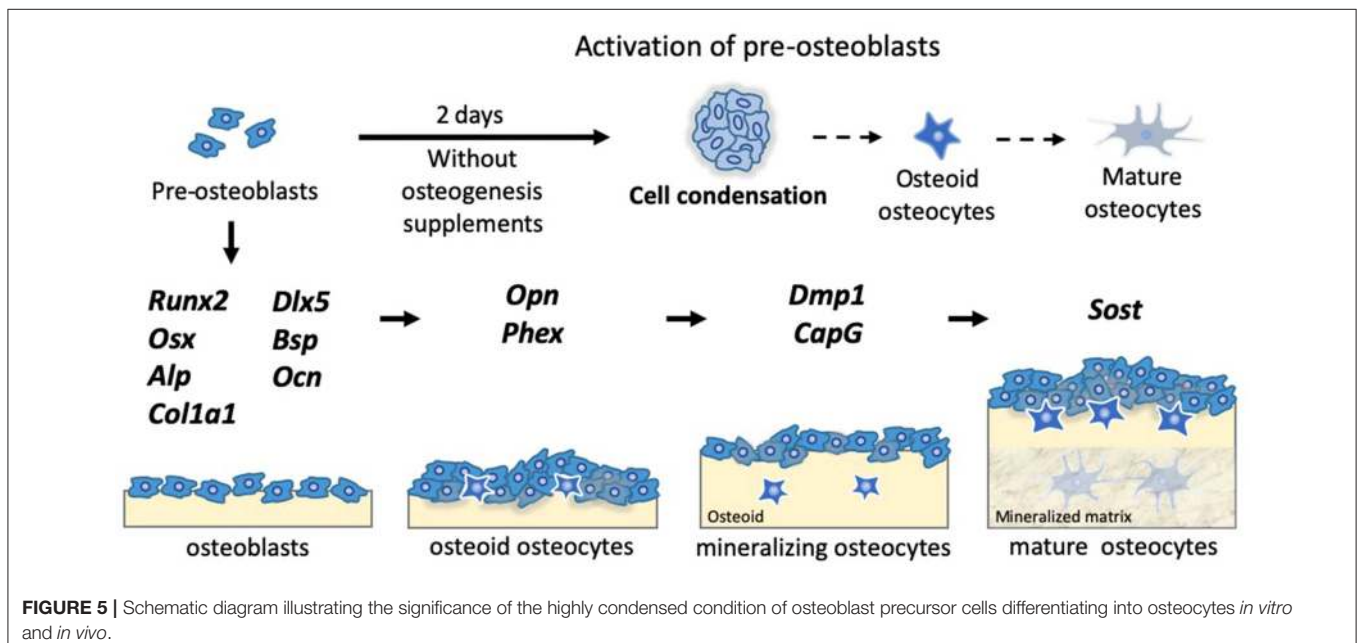 Activation of pre-osteoblasts
2 days
Without
osteogenesis
supplements
Pre-osteoblasts
Cell condensation
Osteoid
osteocytes
Mature
osteocytes
Runx2 Dlx5
Osx Bsp
Alp Ocn
Col1a1
Opn
Phex
Dmp1
CapG
Sost
Osteoid
Mineralized matrix
osteoblasts
osteoid osteocytes
mineralizing osteocytes
mature osteocytes
FIGURE 5 | Schematic diagram illustrating the significance of the highly condensed condition of osteoblast precursor cells differentiating into osteocytes in vitro
and in vivo.